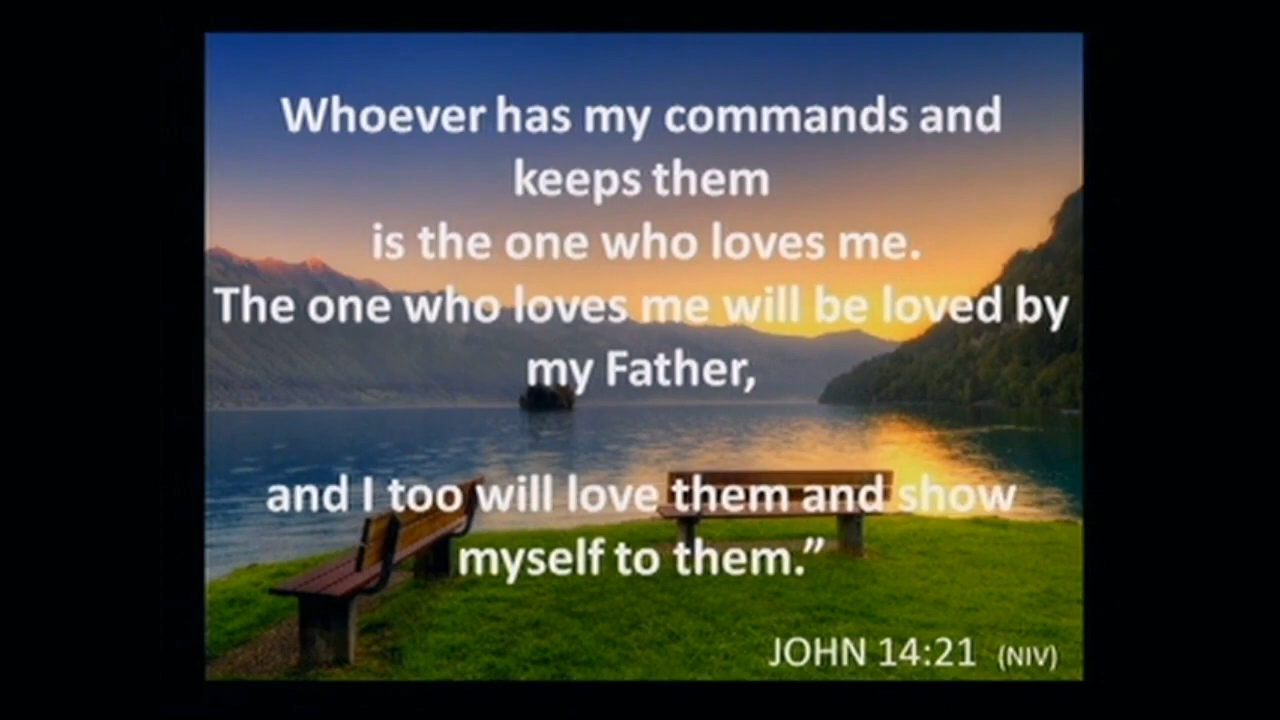 Whoever has my commands and
keeps them
is the one who loves me.
The one who loves me will be loved by
my Father,
and I too will love them and show
myself to them.”
JOHN 14:21 (NIV)